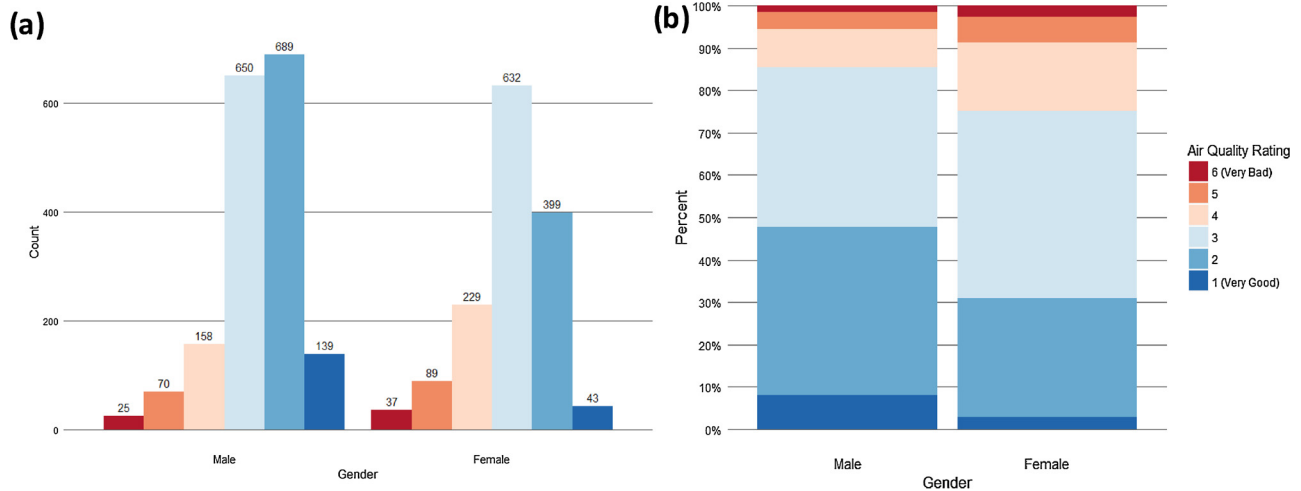 (a)
Count
600
400
200
0
25
70
158
650
689
139
37
89
229
632
399
43
Male
Female
Gender
(b)
Percent
100%
90%
80%
70%
60%
50%
40%
30%
20%
10%
0%
Male
Female
Gender
Air Quality Rating
6 (Very Bad)
5
4
3
2
1 (Very Good)